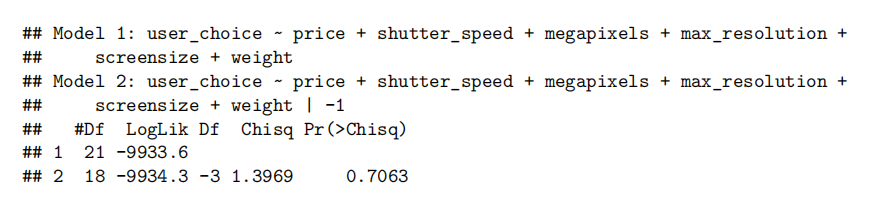 ## Model 1: user_choice ~ price + shutter_speed + megapixels + max_resolution +
##     screensize + weight
## Model 2: user_choice ~ price + shutter_speed + megapixels + max_resolution +
##     screensize + weight | -1
##   #Df  LogLik Df  Chisq Pr(>Chisq)
## 1  21 -9933.6
## 2  18 -9934.3 -3 1.3969     0.7063